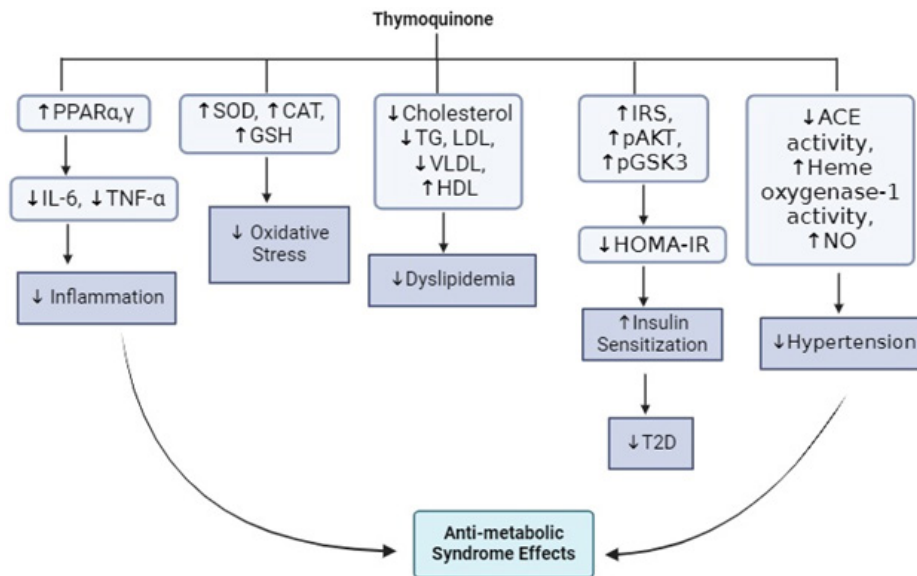 Thymoquinone
↑PPARα,γ
↓IL-6, ↓TNF-α
↓ Inflammation
↑SOD, ↑CAT,
↑GSH
↓ Oxidative
Stress
↓Cholesterol
↓TG, LDL,
↓VLDL,
↑HDL
↓Dyslipidemia
↑IRS,
↑pAKT,
↑pGSK3
↓HOMA-IR
↑Insulin
Sensitization
↓T2D
↓ACE
activity,
↑Heme
oxygenase-1
activity,
↑NO
↓Hypertension
Anti-metabolic
Syndrome Effects